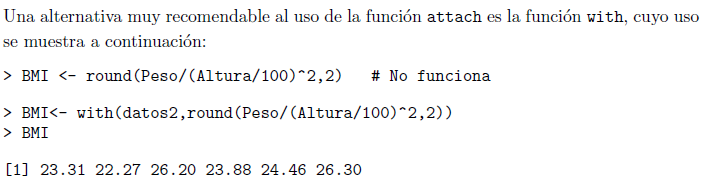 Una alternativa muy recomendable al uso de la función attach es la función with, cuyo uso
se muestra a continuación:
> BMI <- round(Peso/(Altura/100)^2,2)   # No funciona
> BMI<- with(datos2,round(Peso/(Altura/100)^2,2))
> BMI
[1] 23.31 22.27 26.20 23.88 24.46 26.30